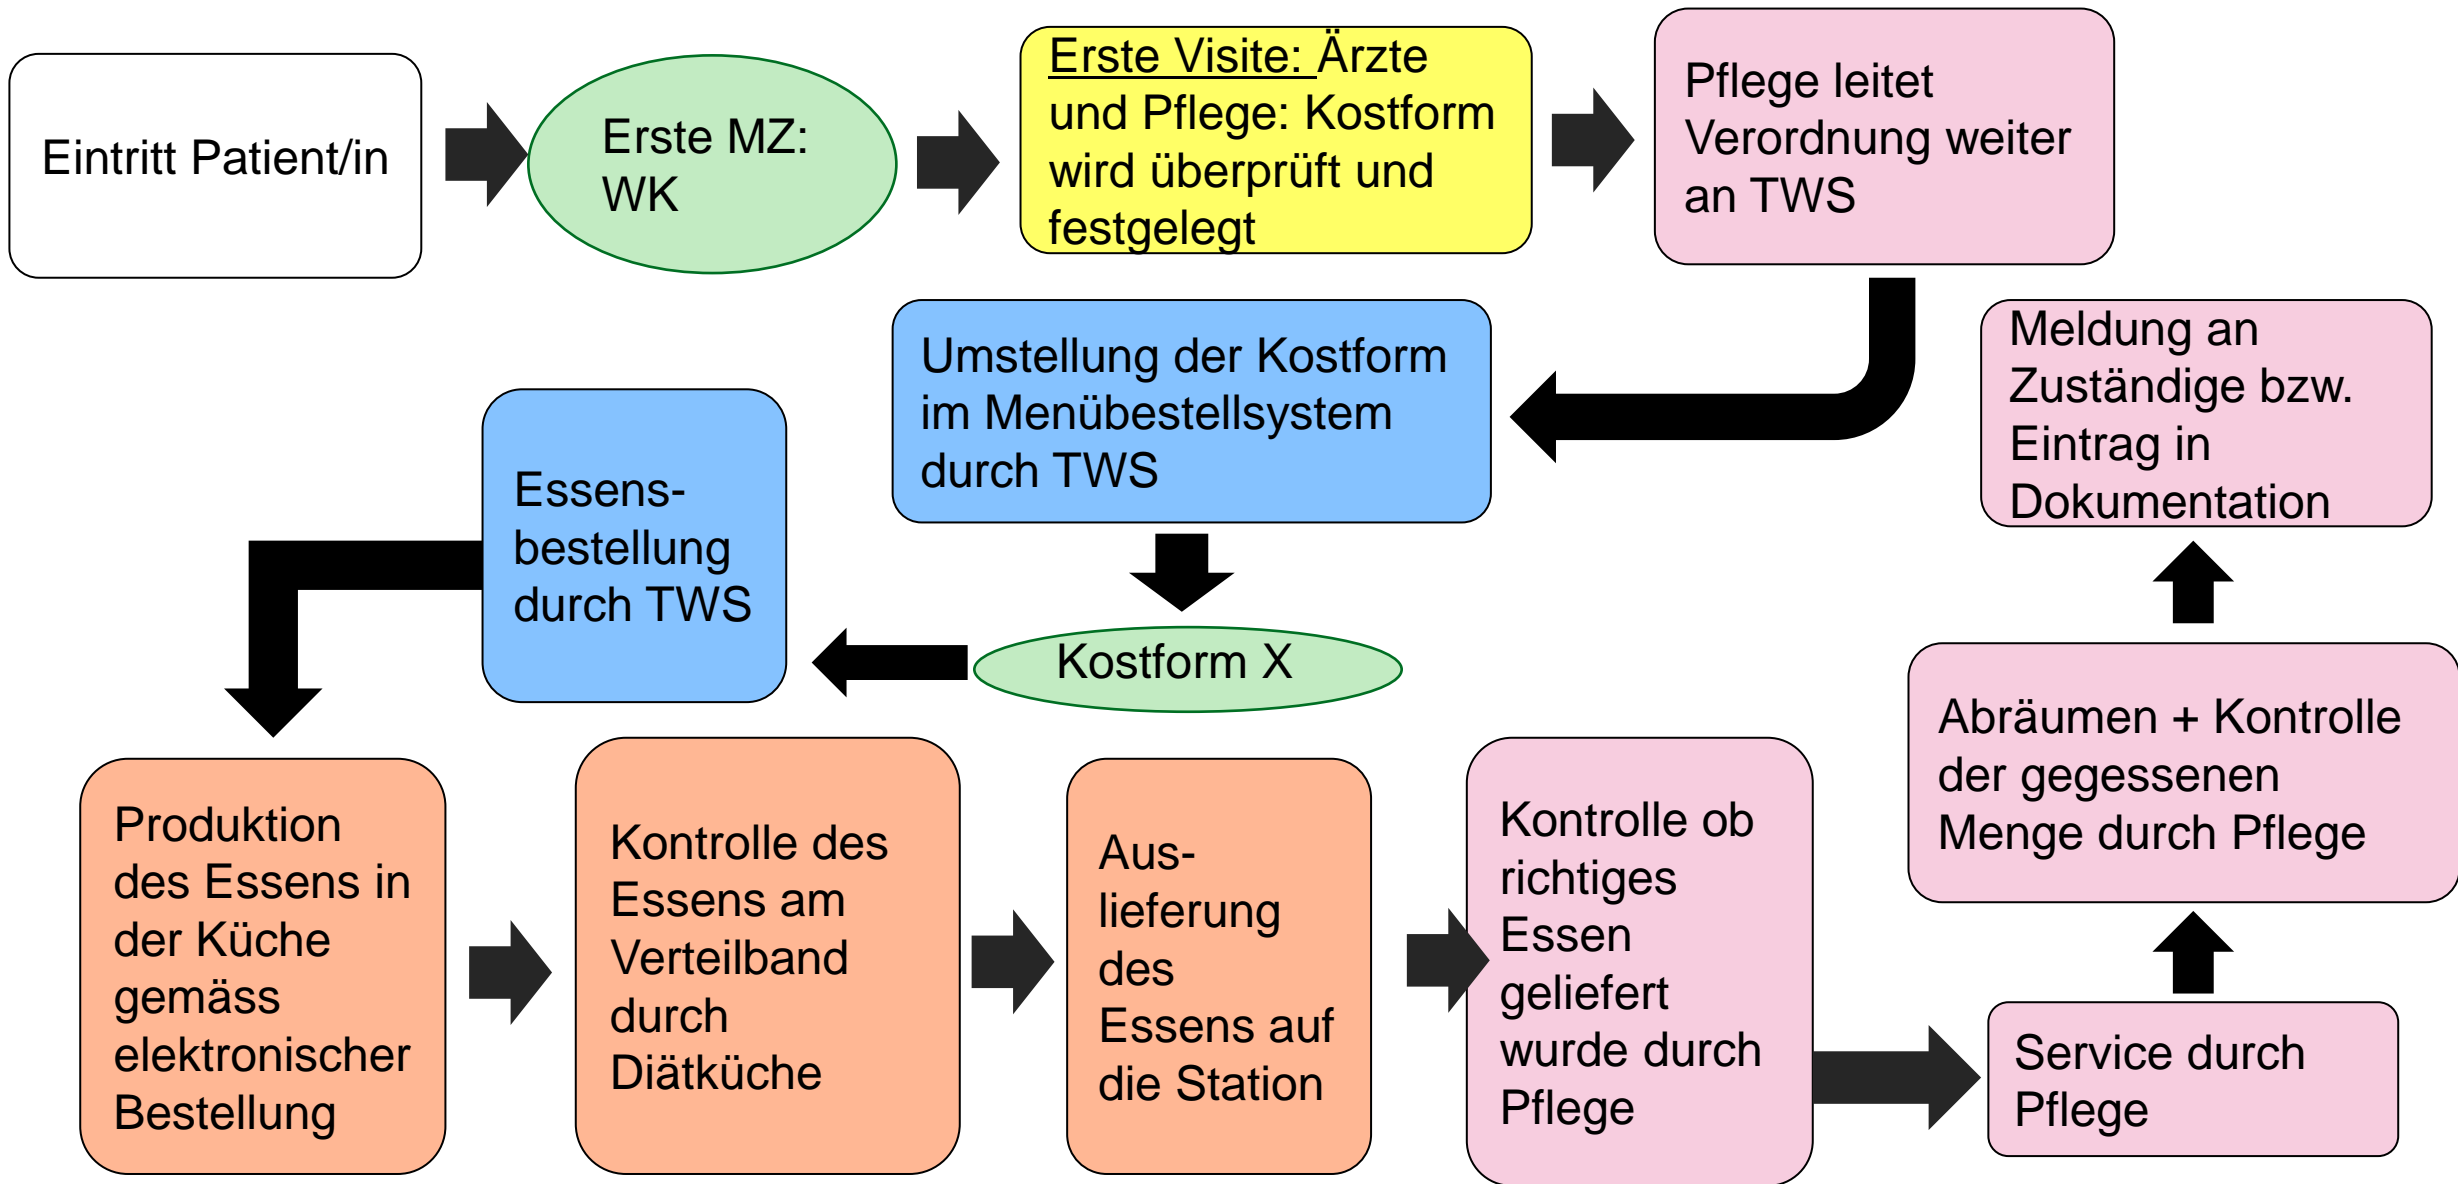 Eintritt Patient/in
Erste MZ:
WK
Erste Visite: Ärzte
und Pflege: Kostform
wird überprüft und
festgelegt
Pflege leitet
Verordnung weiter
an TWS
Umstellung der Kostform
im Menübestellsystem
durch TWS
Kostform X
Essens-
bestellung
durch TWS
Produktion
des Essens in
der Küche
gemäss
elektronischer
Bestellung
Kontrolle des
Essens am
Verteilband
durch
Diätküche
Aus-
lieferung
des
Essens auf
die Station
Kontrolle ob
richtiges
Essen
geliefert
wurde durch
Pflege
Service durch
Pflege
Abräumen + Kontrolle
der gegessenen
Menge durch Pflege
Meldung an
Zuständige bzw.
Eintrag in
Dokumentation